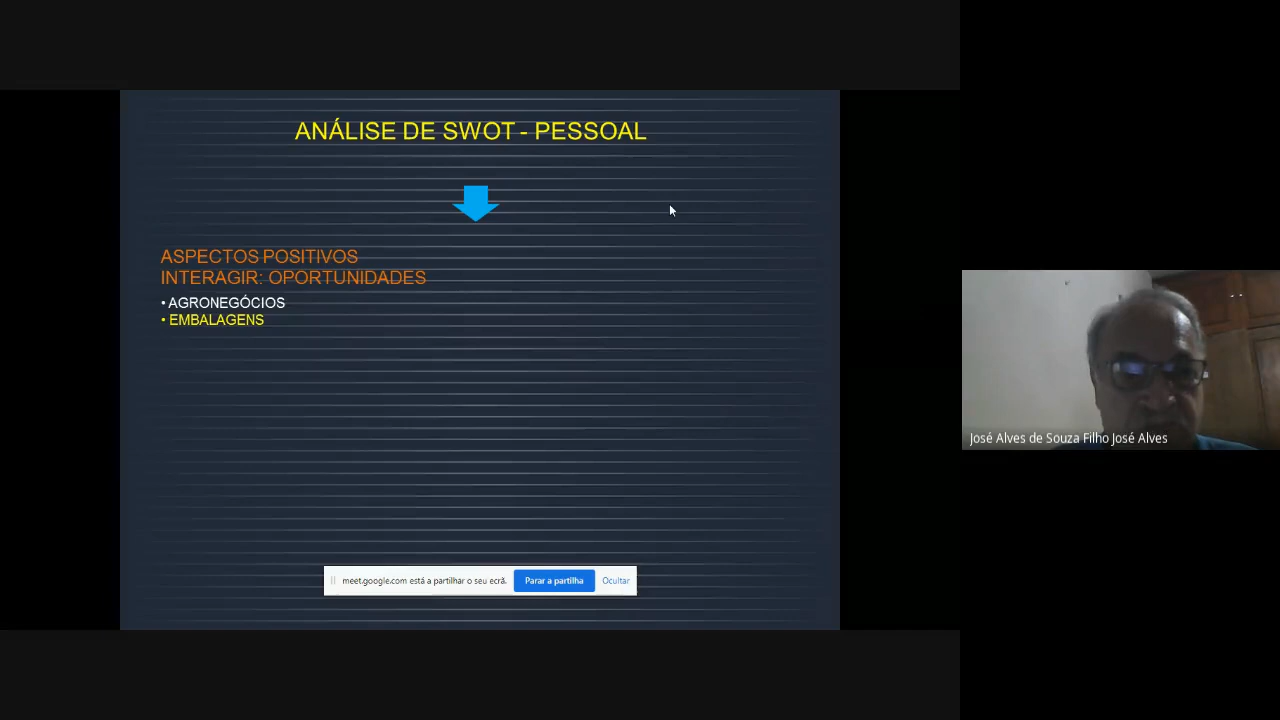 ANÁLISE DE SWOT - PESSOAL
ASPECTOS POSITIVOS
INTERAGIR: OPORTUNIDADES
• AGRONEGÓCIOS
• EMBALAGENS
meet.google.com está a partilhar o seu ecrã. Parar a partilha Ocultar
José Alves de Souza Filho José Alves